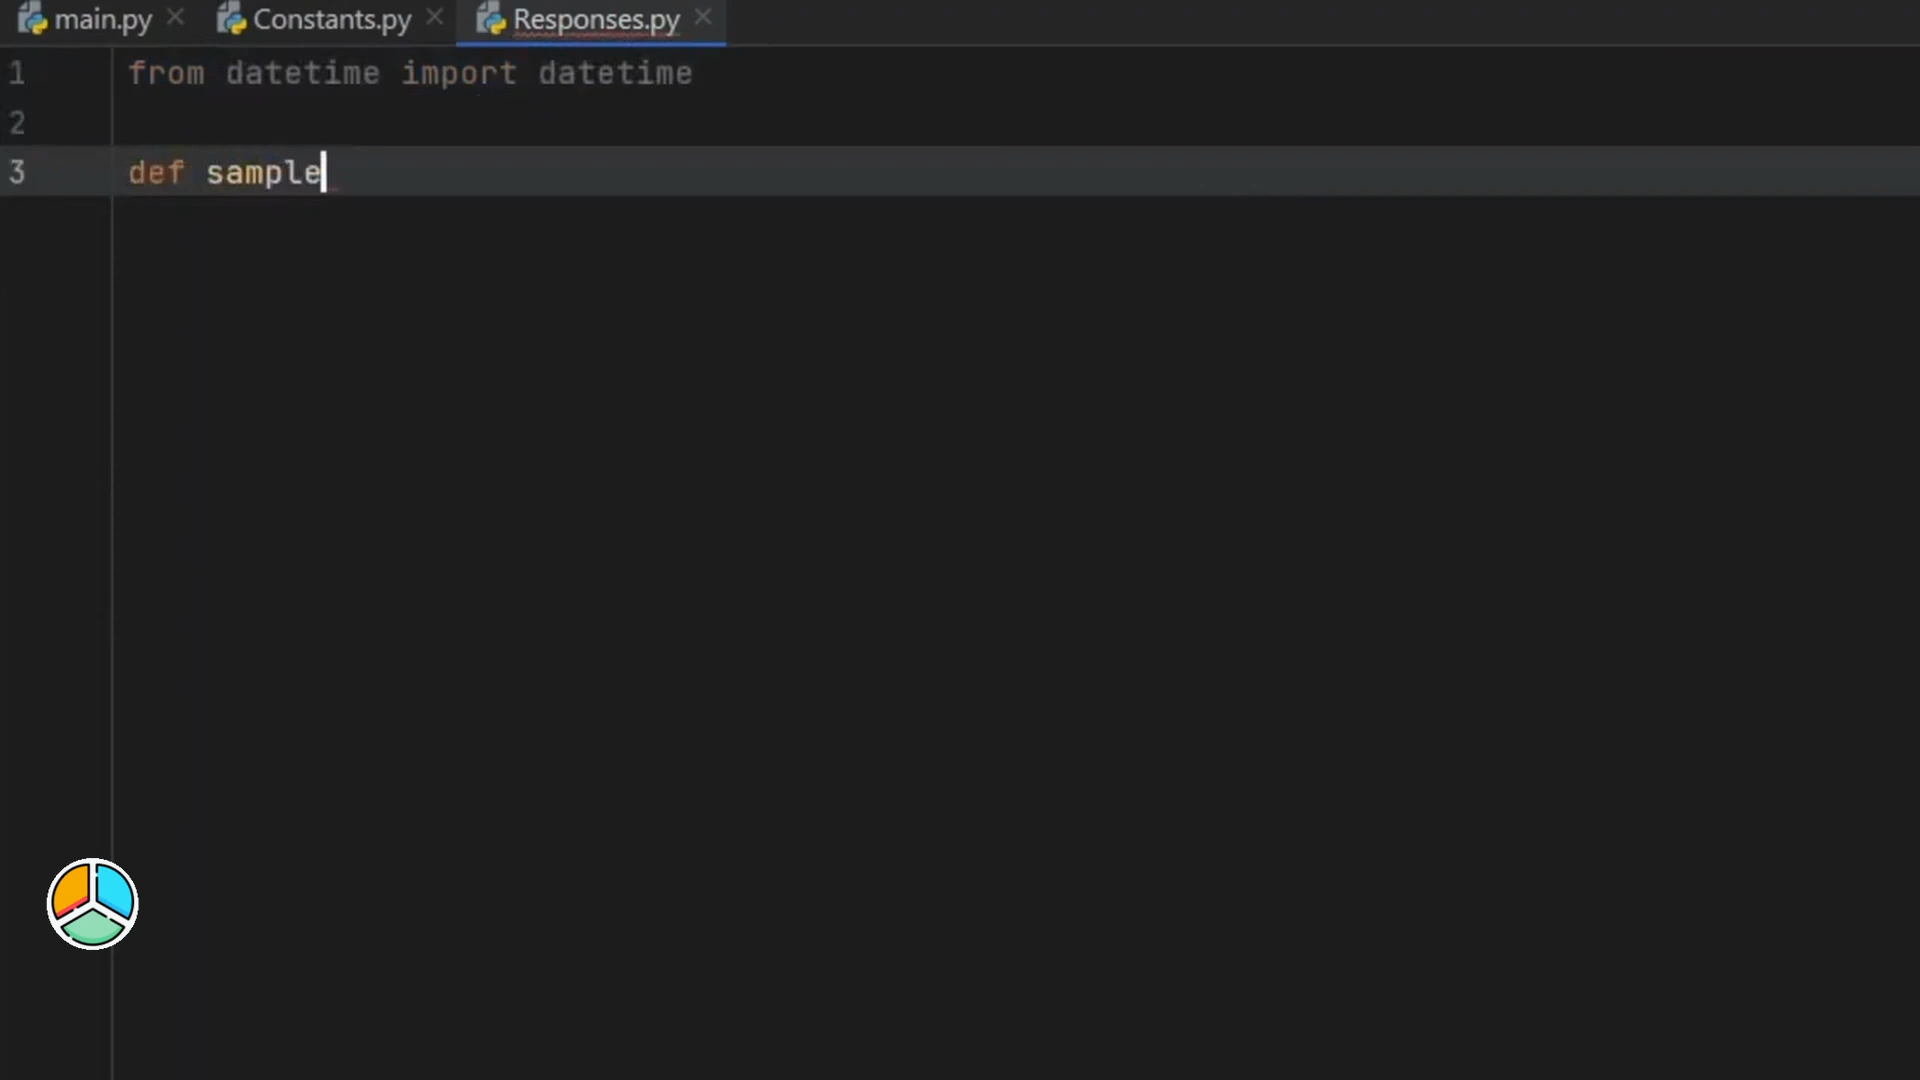 main.py Constants.py Responses.py
1 from datetime import datetime
2
3 def sample